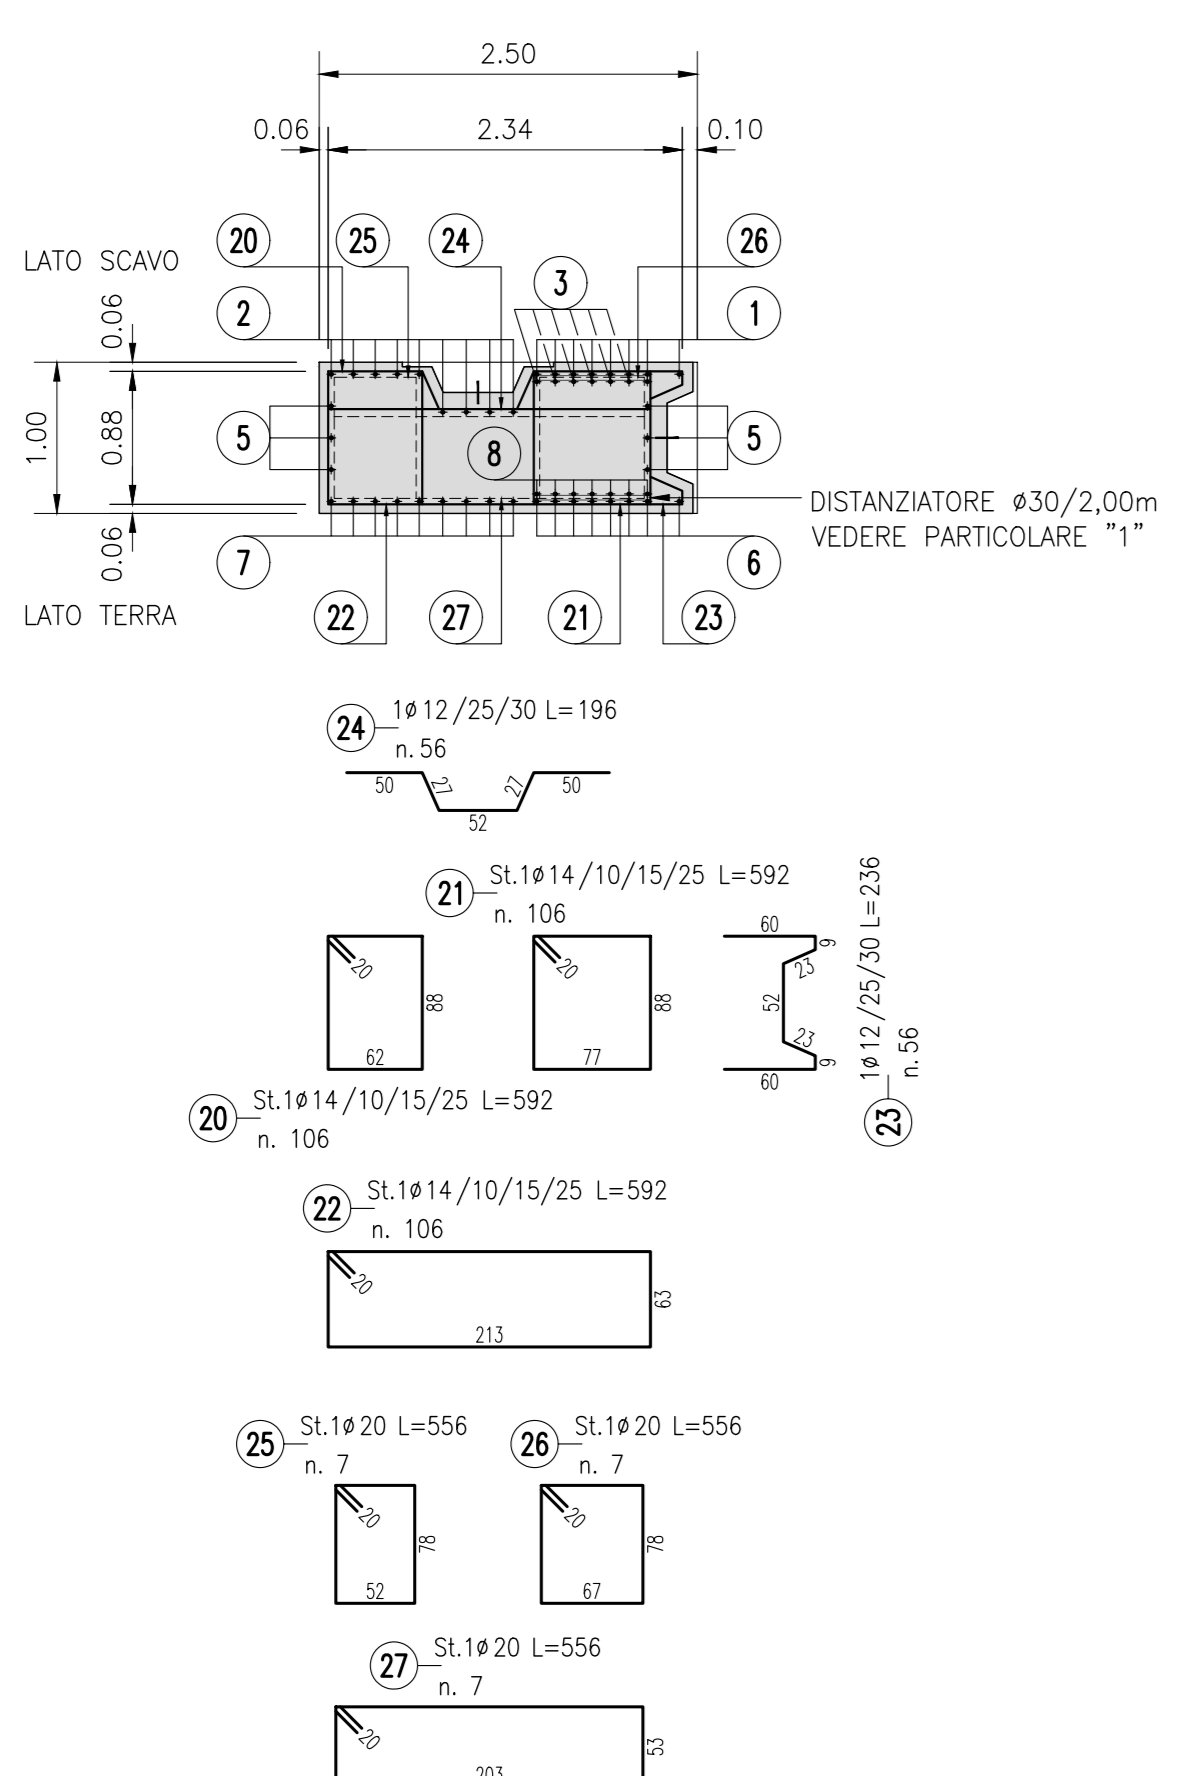 2.50
0.06 2.34 0.10
20 25 24 26
LATO SCAVO
3
2 1
0.06
1.00
0.88
5 8 5
DISTANZIATORE ø30/2,00m
VEDERE PARTICOLARE "1"
0.06
7 6
LATO TERRA
22 27 21 23
24 1ø12/25/30 L=196
n.56
50 27 27 50
52
21 St.1ø14/10/15/25 L=592
n. 106
20 88 62
20 88 77
60 9 23 52 23 9 60
1ø12/25/30 L=236
n.56
23
20 St.1ø14/10/15/25 L=592
n. 106
22 St.1ø14/10/15/25 L=592
n. 106
20 63
213
25 St.1ø20 L=556
n. 7
26 St.1ø20 L=556
n. 7
20 78 52
20 78 67
27 St.1ø20 L=556
n. 7
20 53
203